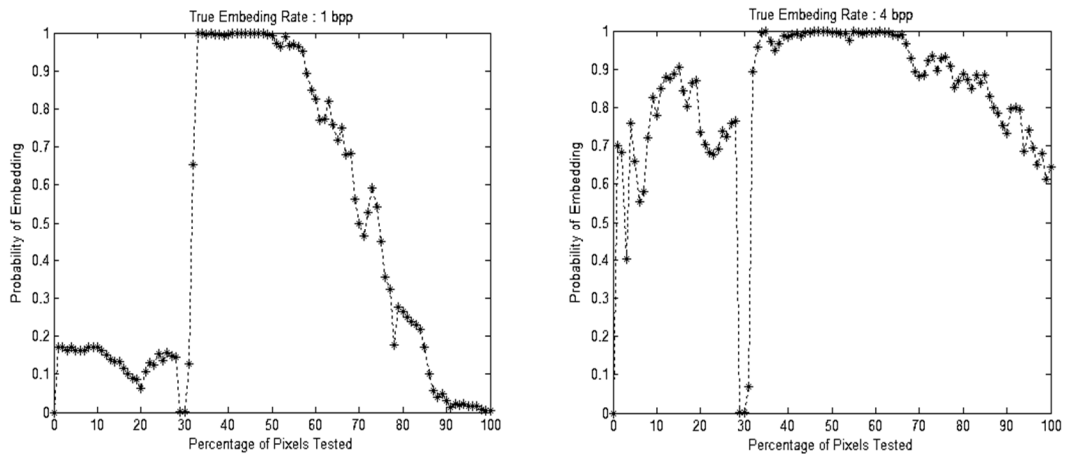 True Embeding Rate : 1 bpp
1
0.9
0.8
0.7
0.6
0.5
0.4
0.3
0.2
0.1
0
Probability of Embedding
0 10 20 30 40 50 60 70 80 90 100
Percentage of Pixels Tested
True Embeding Rate : 4 bpp
1
0.9
0.8
0.7
0.6
0.5
0.4
0.3
0.2
0.1
0
Probability of Embedding
0 10 20 30 40 50 60 70 80 90 100
Percentage of Pixels Tested